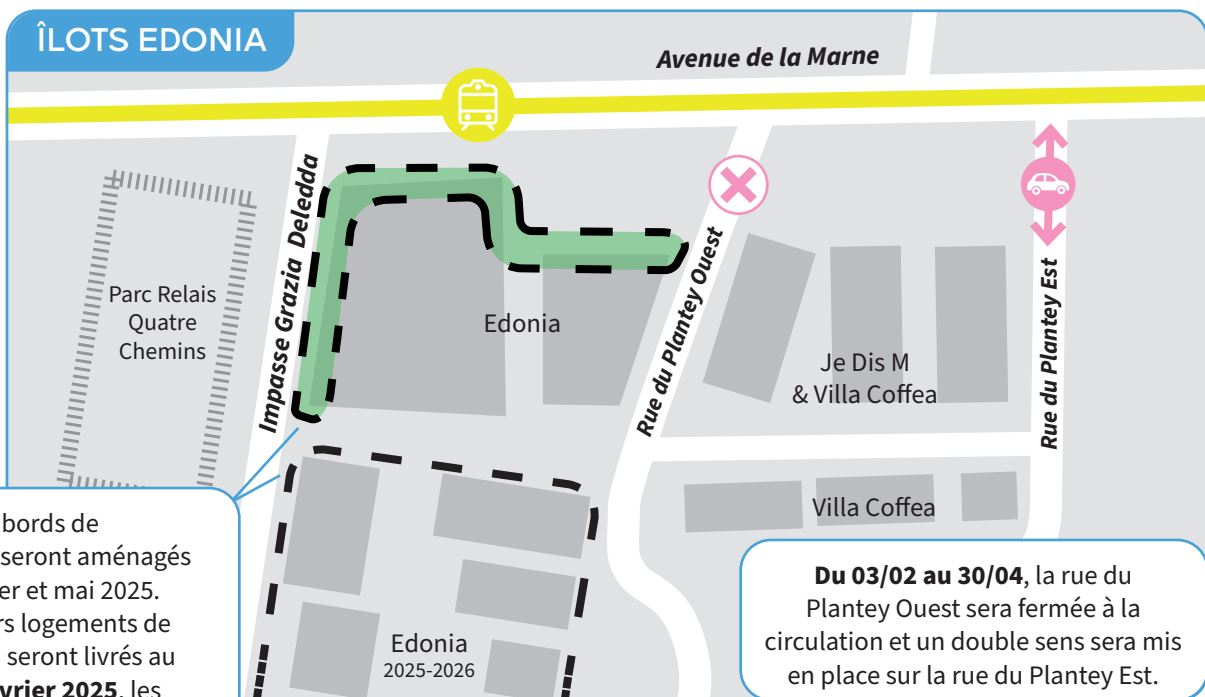 ÎLOTS EDONIA
Avenue de la Marne
Impasse Grazia Deledda
Parc Relais
Quatre
Chemins
Edonia
Rue du Plantey Ouest
Je Dis M
& Villa Coffea
Rue du Plantey Est
Villa Coffea
Edonia
2025-2026
bords de
seront aménagés
er et mai 2025.
rs logements de
seront livrés au
vrier 2025, les
Du 03/02 au 30/04, la rue du
Plantey Ouest sera fermée à la
circulation et un double sens sera mis
en place sur la rue du Plantey Est.